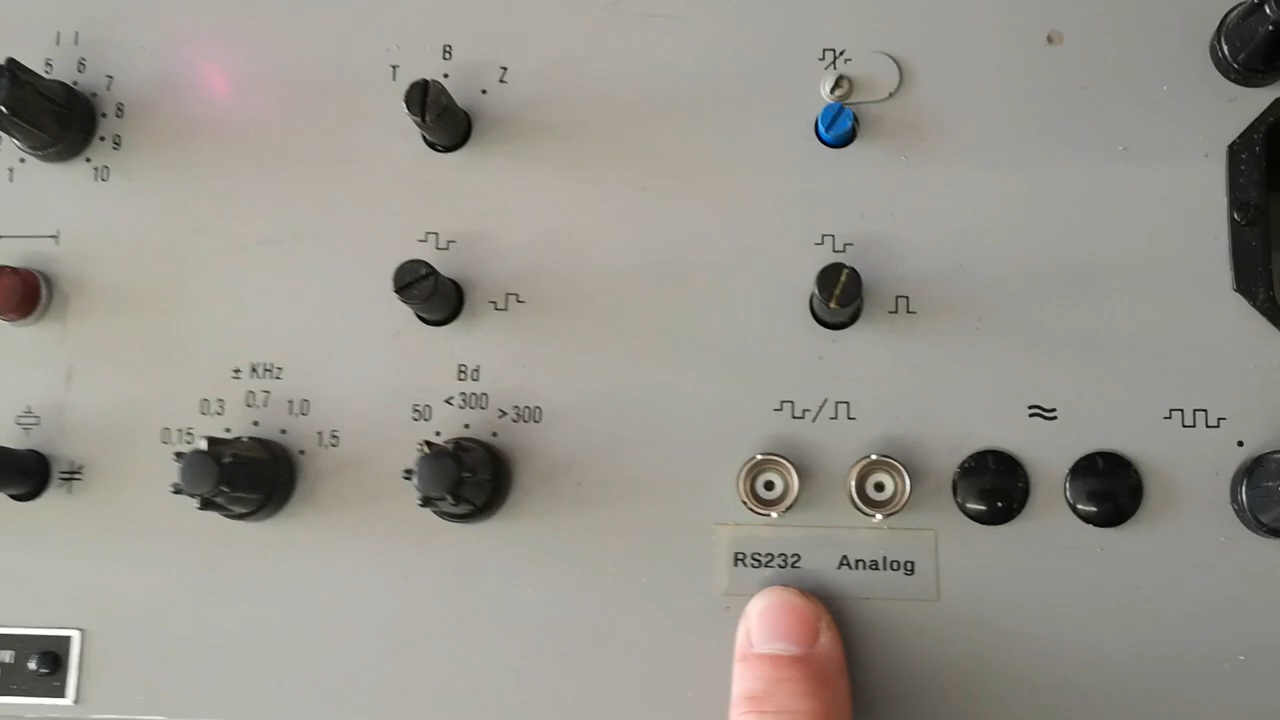 5 6 7 8 9 10 1
T B Z
± KHz
0,15 0,3 0,7 1,0 1,5
Bd
50 <300 >300
RS232 Analog